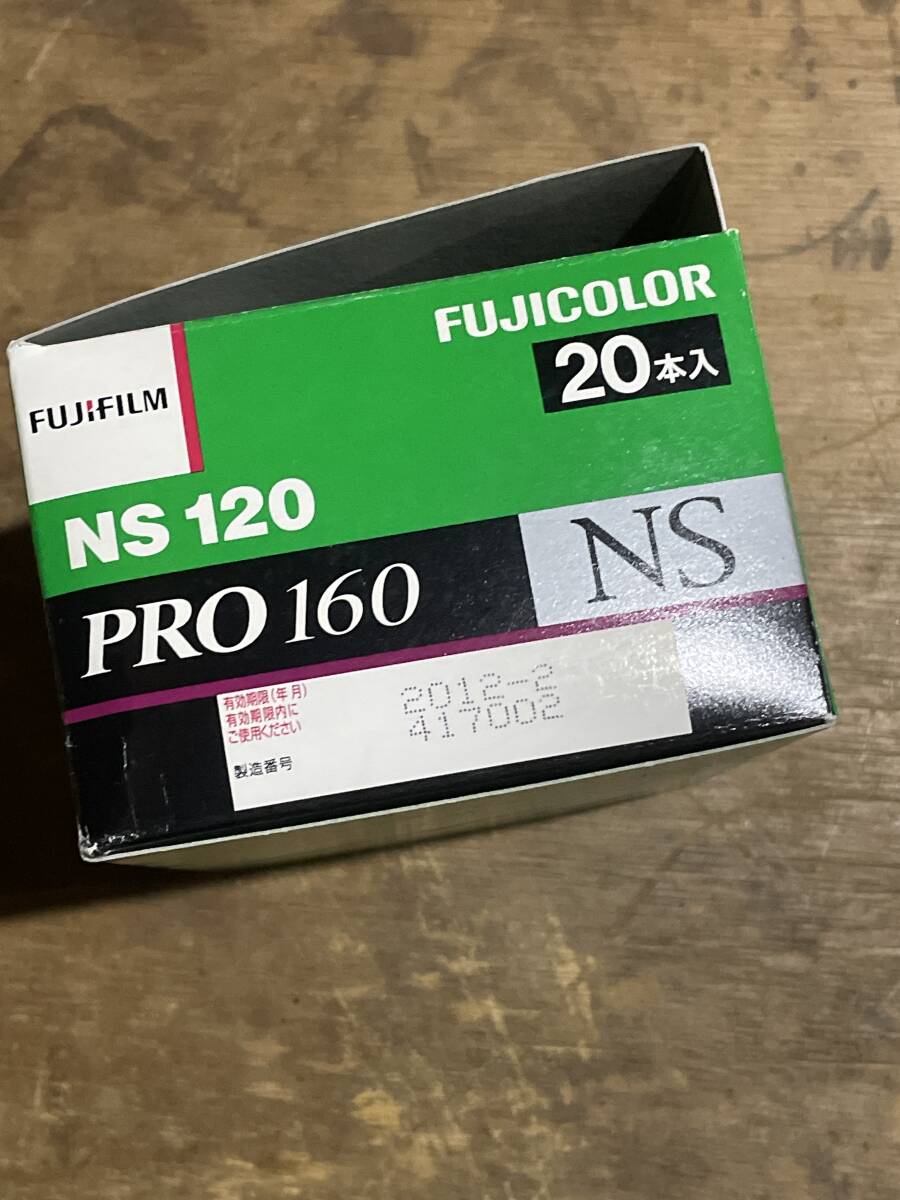 FUJICOLOR
20本入
FUJIFILM
NS 120
NS
PRO 160
有効期限(年月)
有効期限内に
ご使用ください
2012-2
製造番号
417002